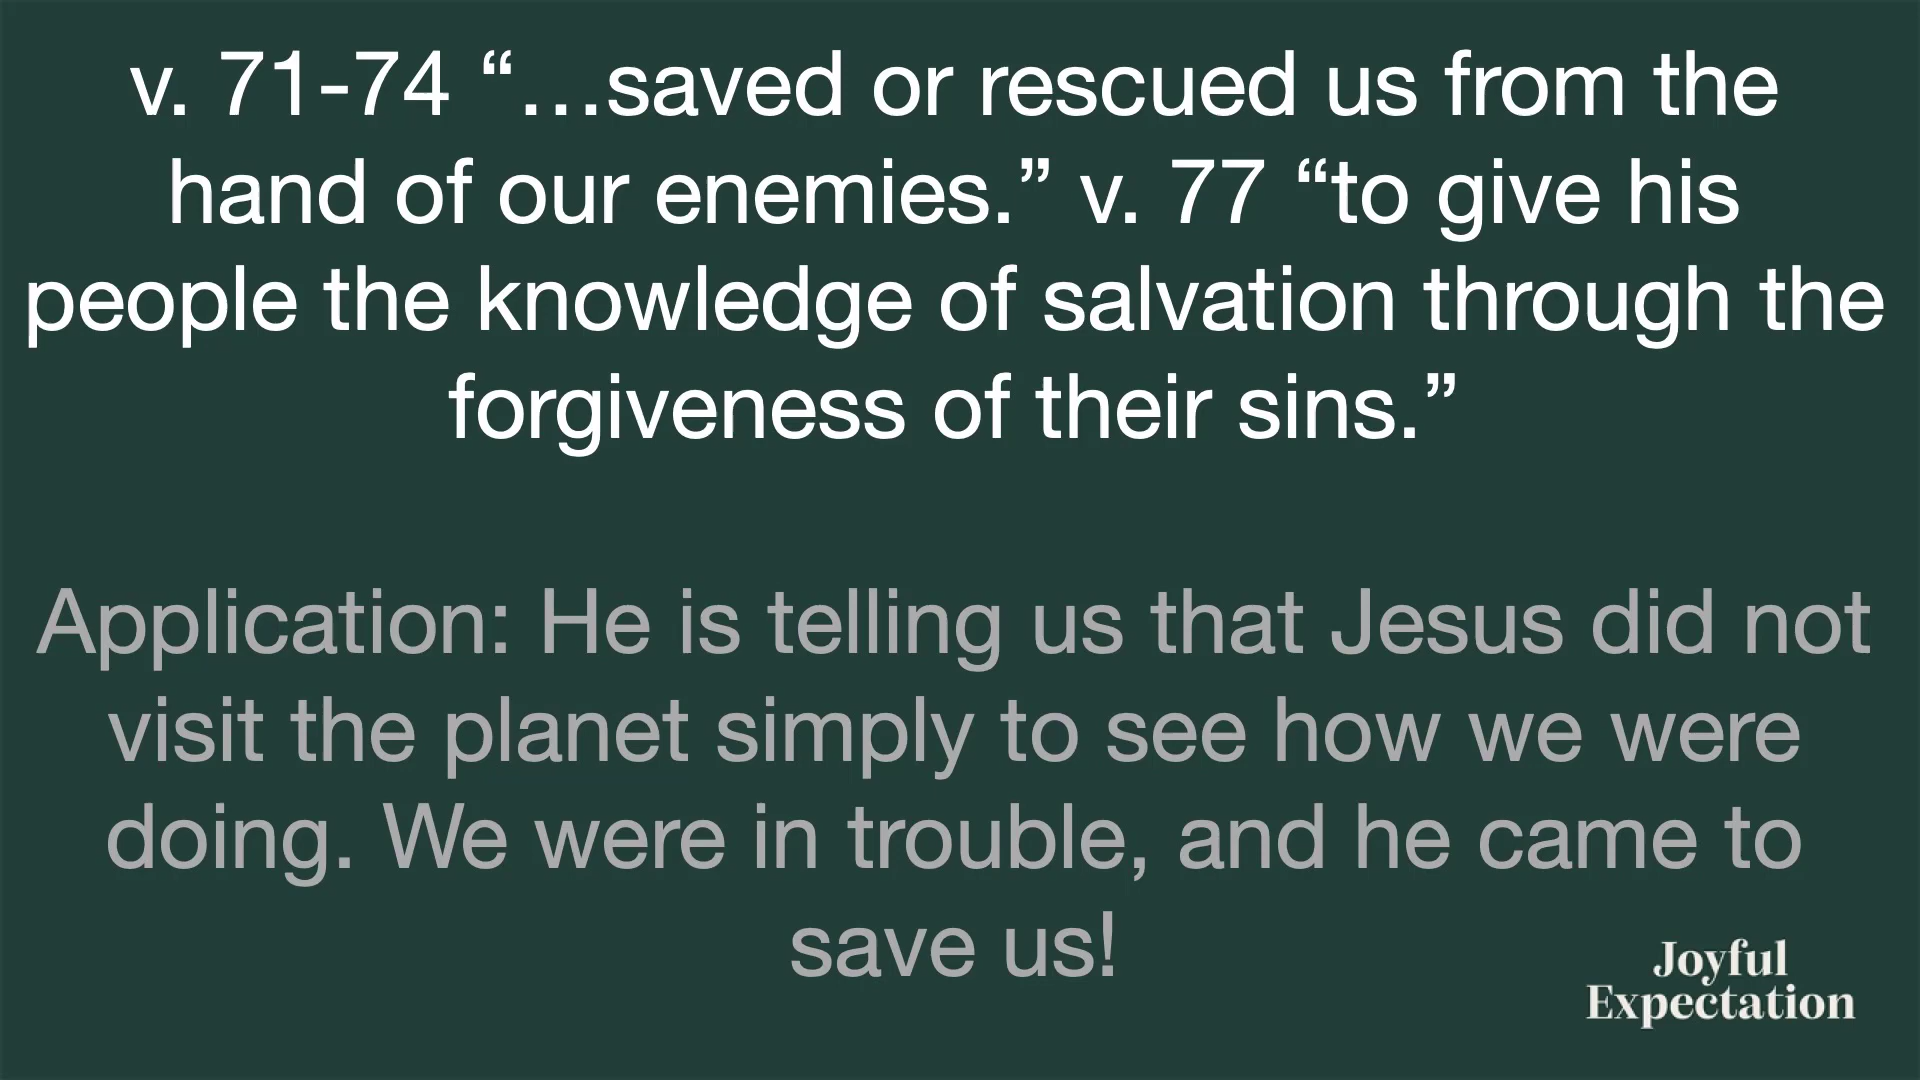 v. 71-74 “…saved or rescued us from the
hand of our enemies.” v. 77 “to give his
people the knowledge of salvation through the
forgiveness of their sins.”
Application: He is telling us that Jesus did not
visit the planet simply to see how we were
doing. We were in trouble, and he came to
save us!
Joyful
Expectation